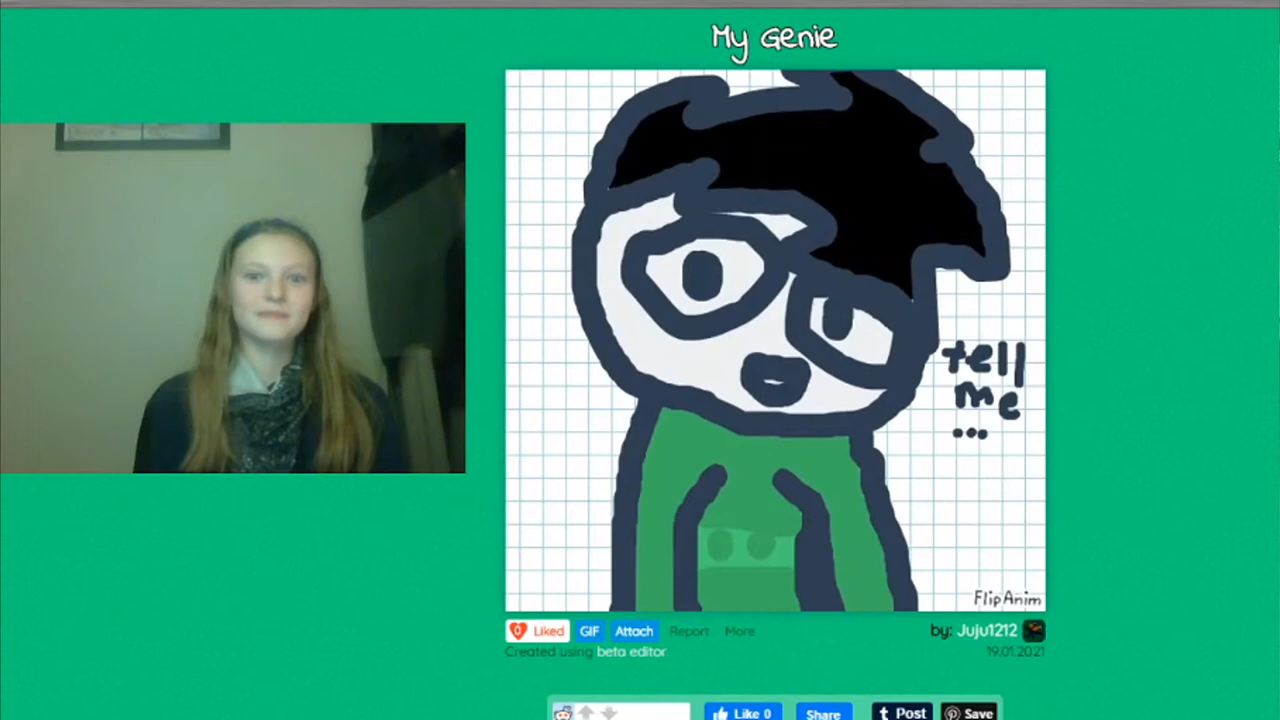 My Genie
tell
me
...
FlipAnim
0 Liked GIF Attach Report More
by: Juju1212
Created using beta editor
19.01.2021
Like 0 Share t Post Save